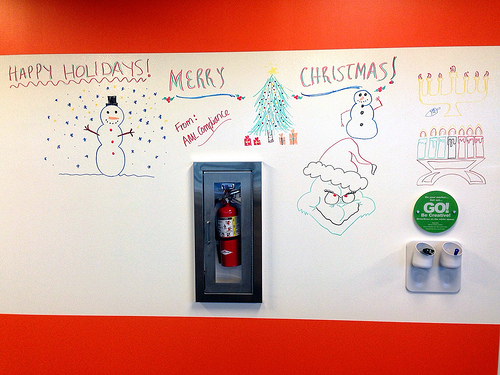 HAPPY HOLIDAYS!
MERRY CHRISTMAS!
From:
AML Compliance
GO!
Be Creative!